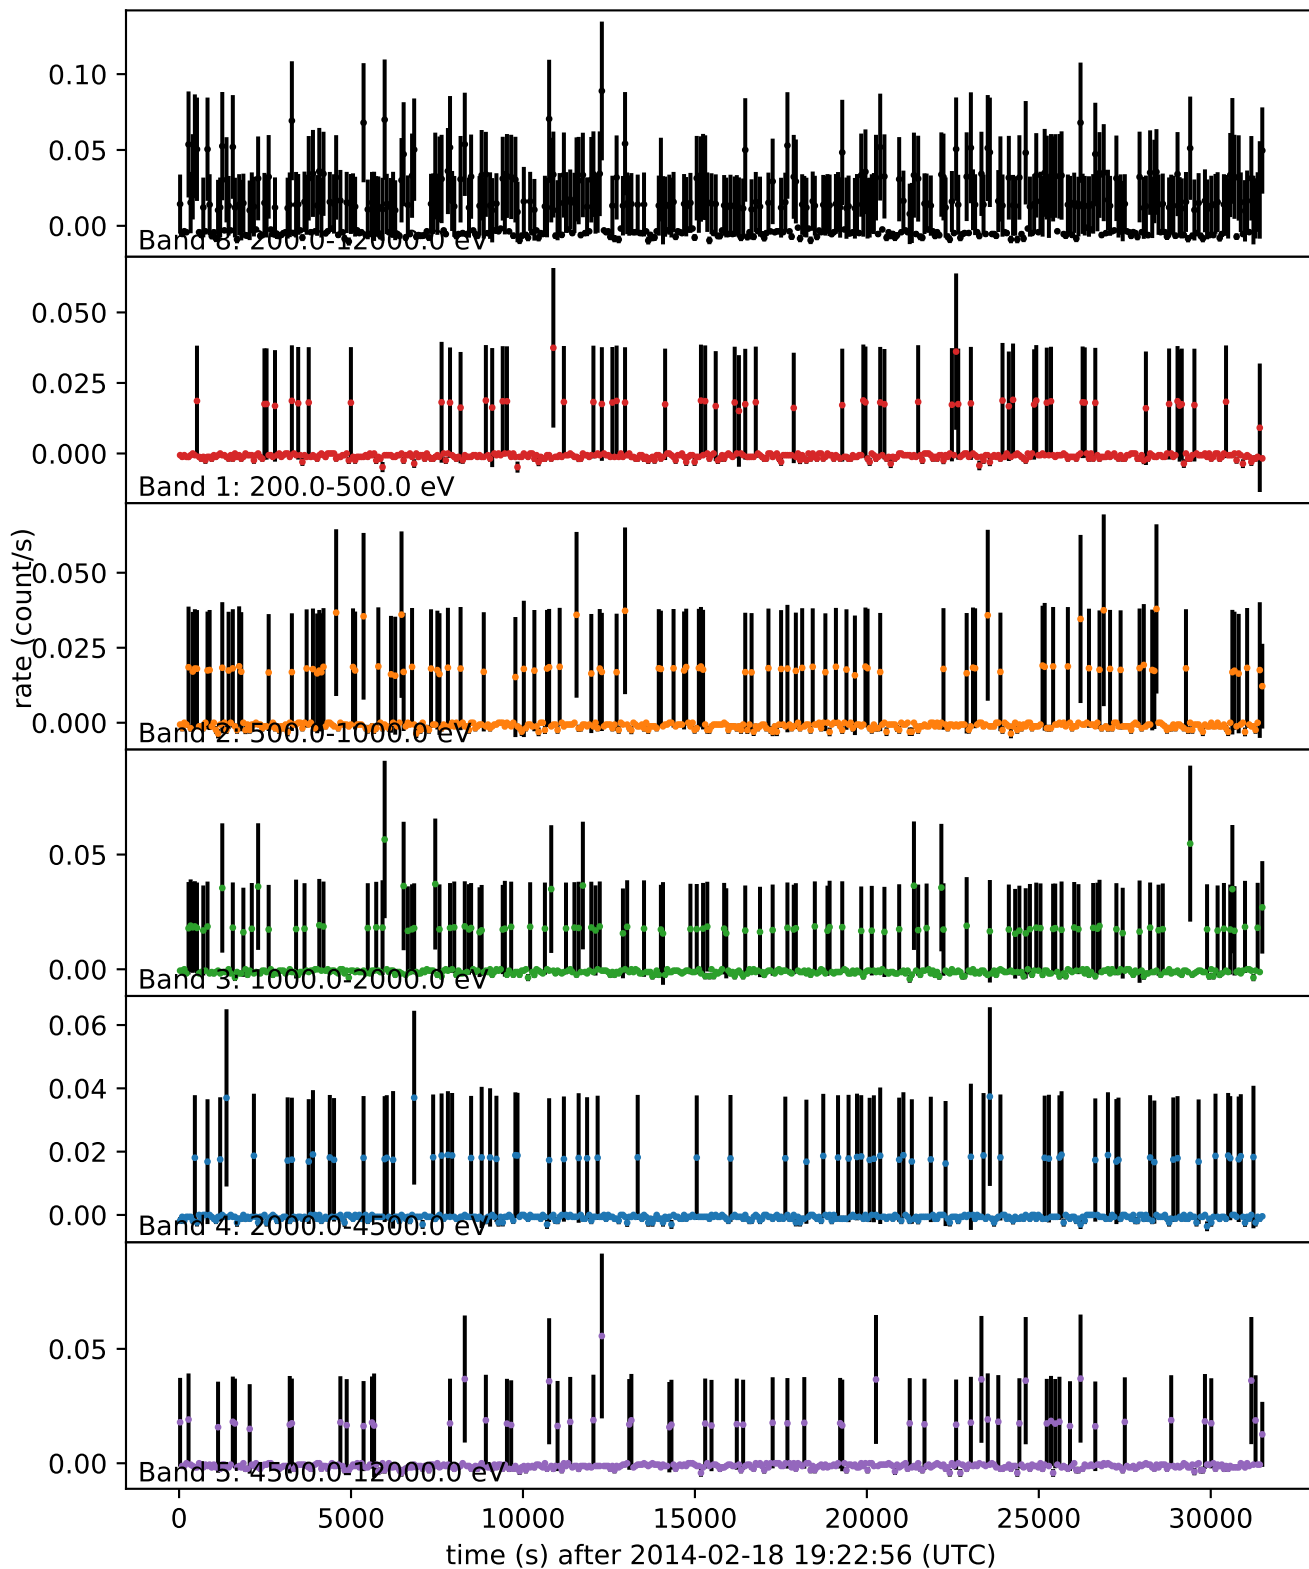 0.10
0.05
0.00
Band 8: 200.0-12000.0 eV
0.050
0.025
0.000
Band 1: 200.0-500.0 eV
rate (count/s)
0.050
0.025
0.000
Band 2: 500.0-1000.0 eV
0.05
0.00
Band 3: 1000.0-2000.0 eV
0.06
0.04
0.02
0.00
Band 4: 2000.0-4500.0 eV
0.05
0.00
Band 5: 4500.0-12000.0 eV
0 5000 10000 15000 20000 25000 30000
time (s) after 2014-02-18 19:22:56 (UTC)